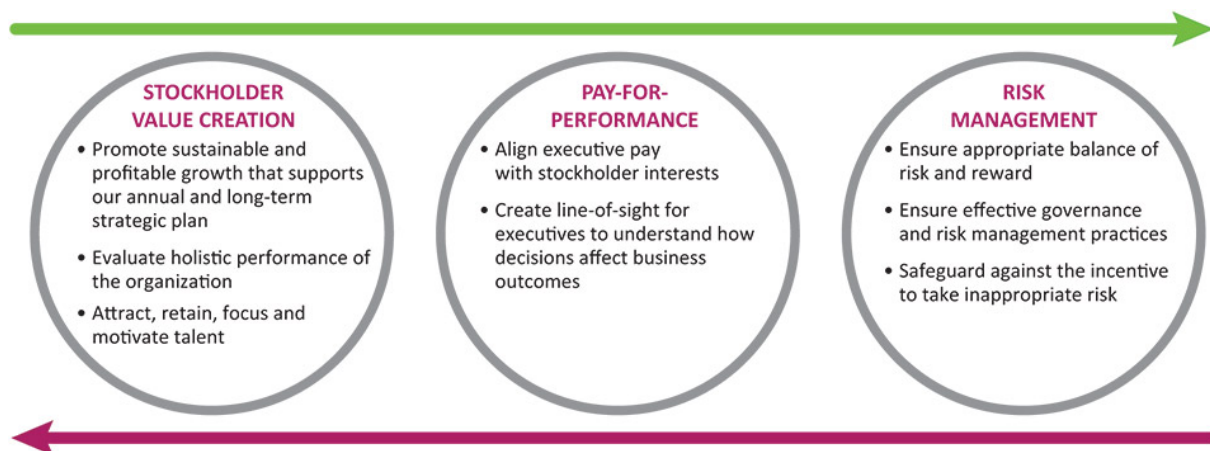 STOCKHOLDER
VALUE CREATION
• Promote sustainable and
profitable growth that supports
our annual and long-term
strategic plan
• Evaluate holistic performance of
the organization
• Attract, retain, focus and
motivate talent
PAY-FOR-
PERFORMANCE
• Align executive pay
with stockholder interests
• Create line-of-sight for
executives to understand how
decisions affect business
outcomes
RISK
MANAGEMENT
• Ensure appropriate balance of
risk and reward
• Ensure effective governance
and risk management practices
• Safeguard against the incentive
to take inappropriate risk